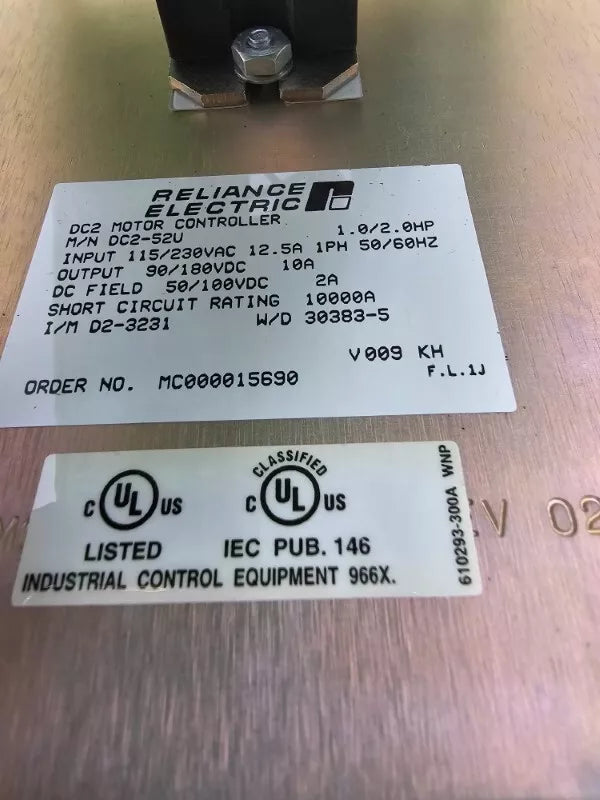 RELIANCE
ELECTRIC
DC2 MOTOR CONTROLLER 1.0/2.0HP
M/N DC2-52U
INPUT 115/230VAC 12.5A 1PH 50/60HZ
OUTPUT 90/180VDC 10A
DC FIELD 50/100VDC 2A
SHORT CIRCUIT RATING 10000A
I/M D2-3231 W/D 30383-5
V009 KH
F.L.1J
ORDER NO. MC000015690
C UL US
LISTED
CLASSIFIED
C UL US
IEC PUB. 146
INDUSTRIAL CONTROL EQUIPMENT 966X.
610293-300A WNP
02